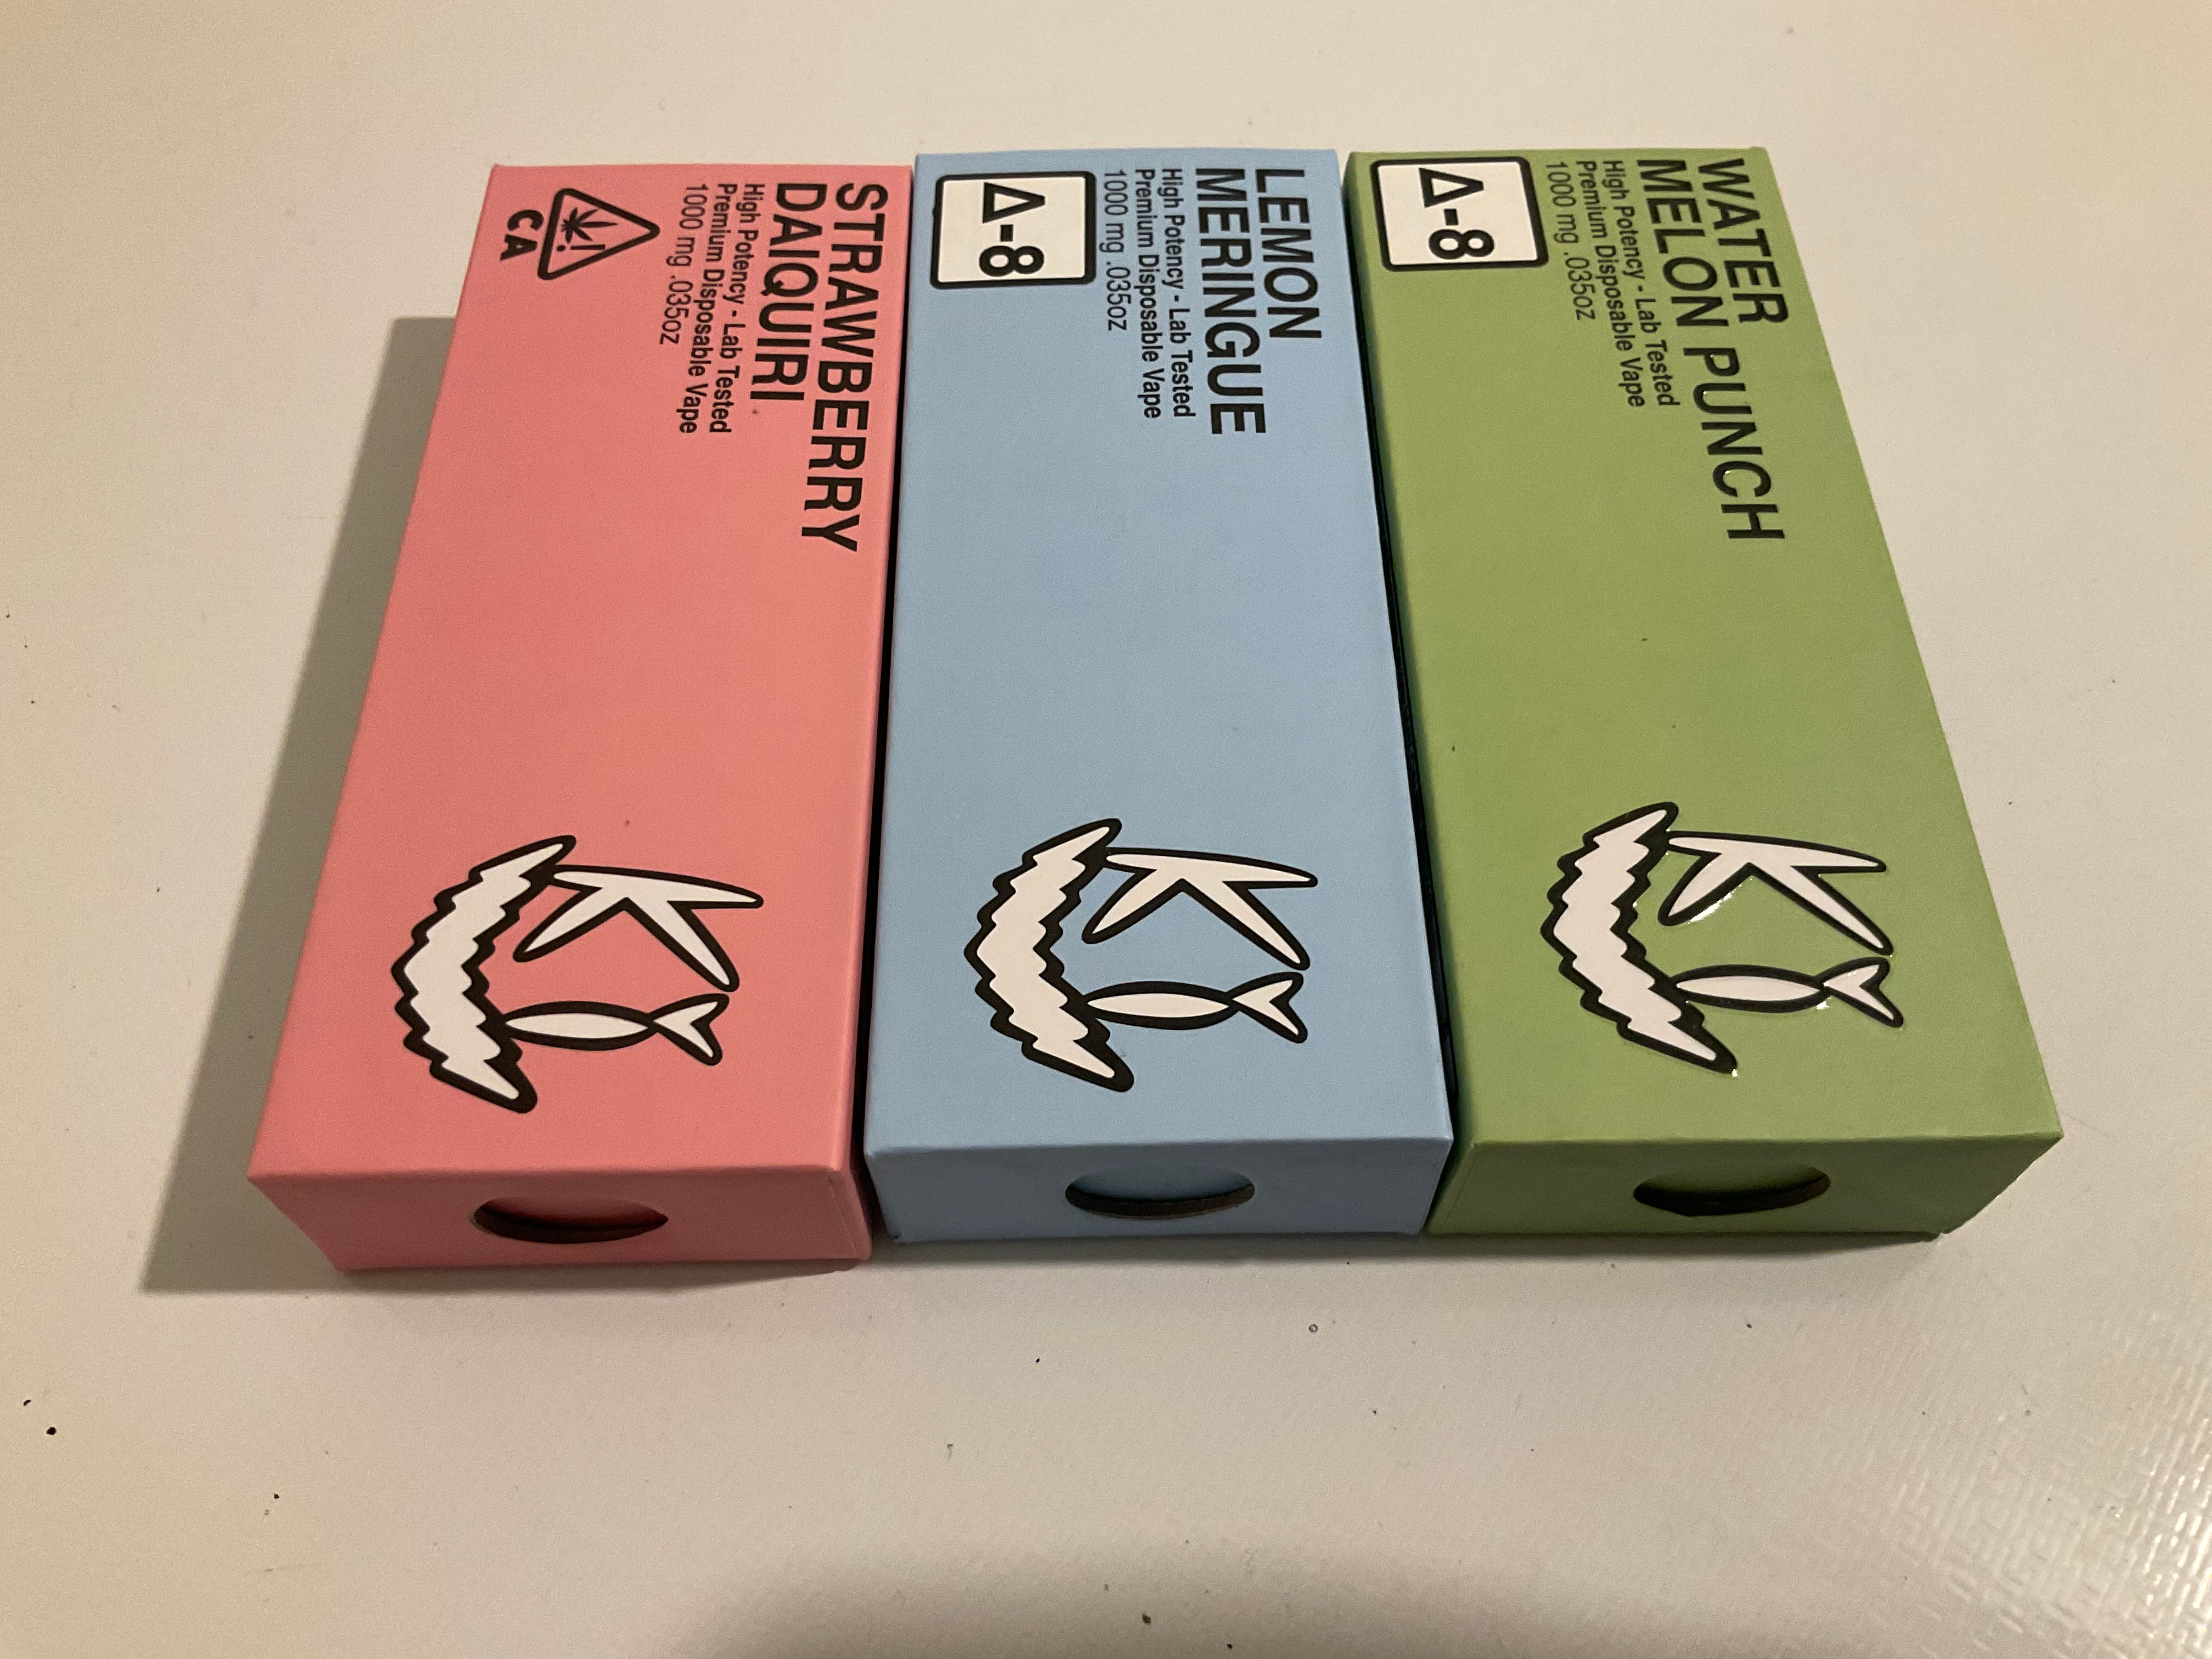 STRAWBERRY
DAIQUIRI
High Potency - Lab Tested
Premium Disposable Vape
1000 mg .035oz
!
CA
LEMON
MERINGUE
High Potency - Lab Tested
Premium Disposable Vape
1000 mg .035oz
Δ-8
WATER
MELON PUNCH
High Potency - Lab Tested
Premium Disposable Vape
1000 mg .035oz
Δ-8